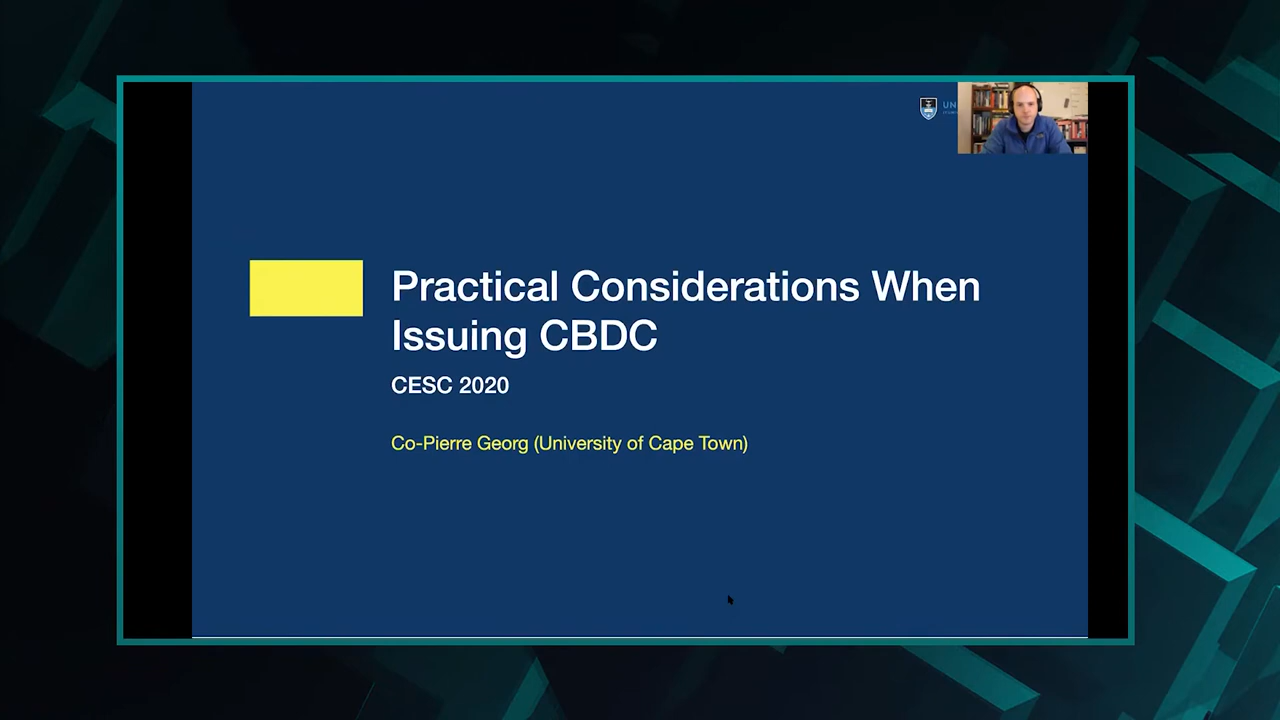 Practical Considerations When
Issuing CBDC
CESC 2020
Co-Pierre Georg (University of Cape Town)